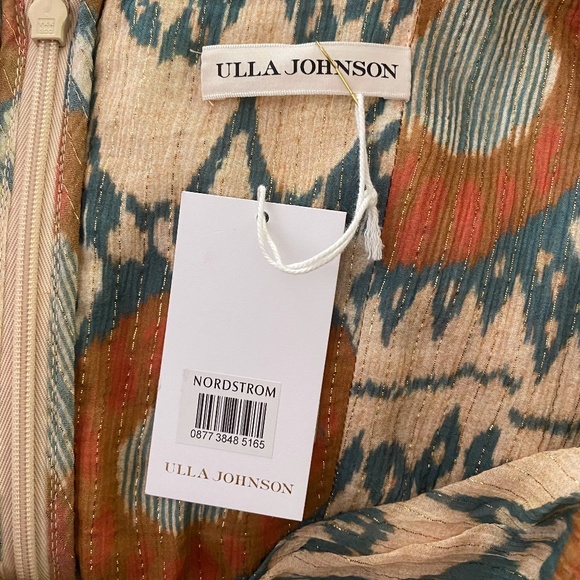 ULLA JOHNSON
NORDSTROM
0877 3848 5165
ULLA JOHNSON